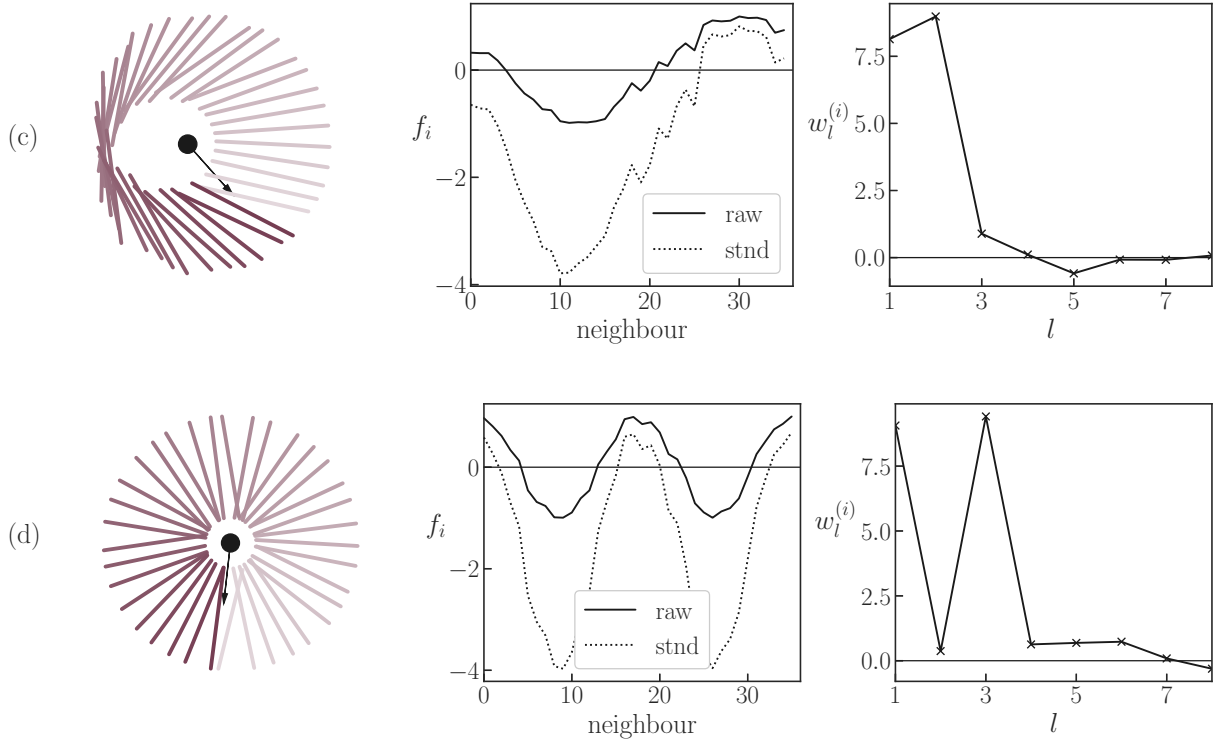 (c)
f_i
0
−2
−4
raw
stnd
0 10 20 30
neighbour
w_l^{(i)}
7.5
5.0
2.5
0.0
1 3 5 7
l
(d)
f_i
0
−2
−4
raw
stnd
0 10 20 30
neighbour
w_l^{(i)}
7.5
5.0
2.5
0.0
1 3 5 7
l